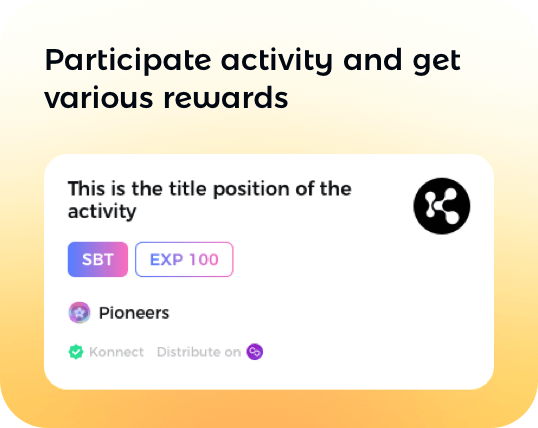 Participate activity and get
various rewards
This is the title position of the
activity
SBT EXP 100
Pioneers
Konnect Distribute on